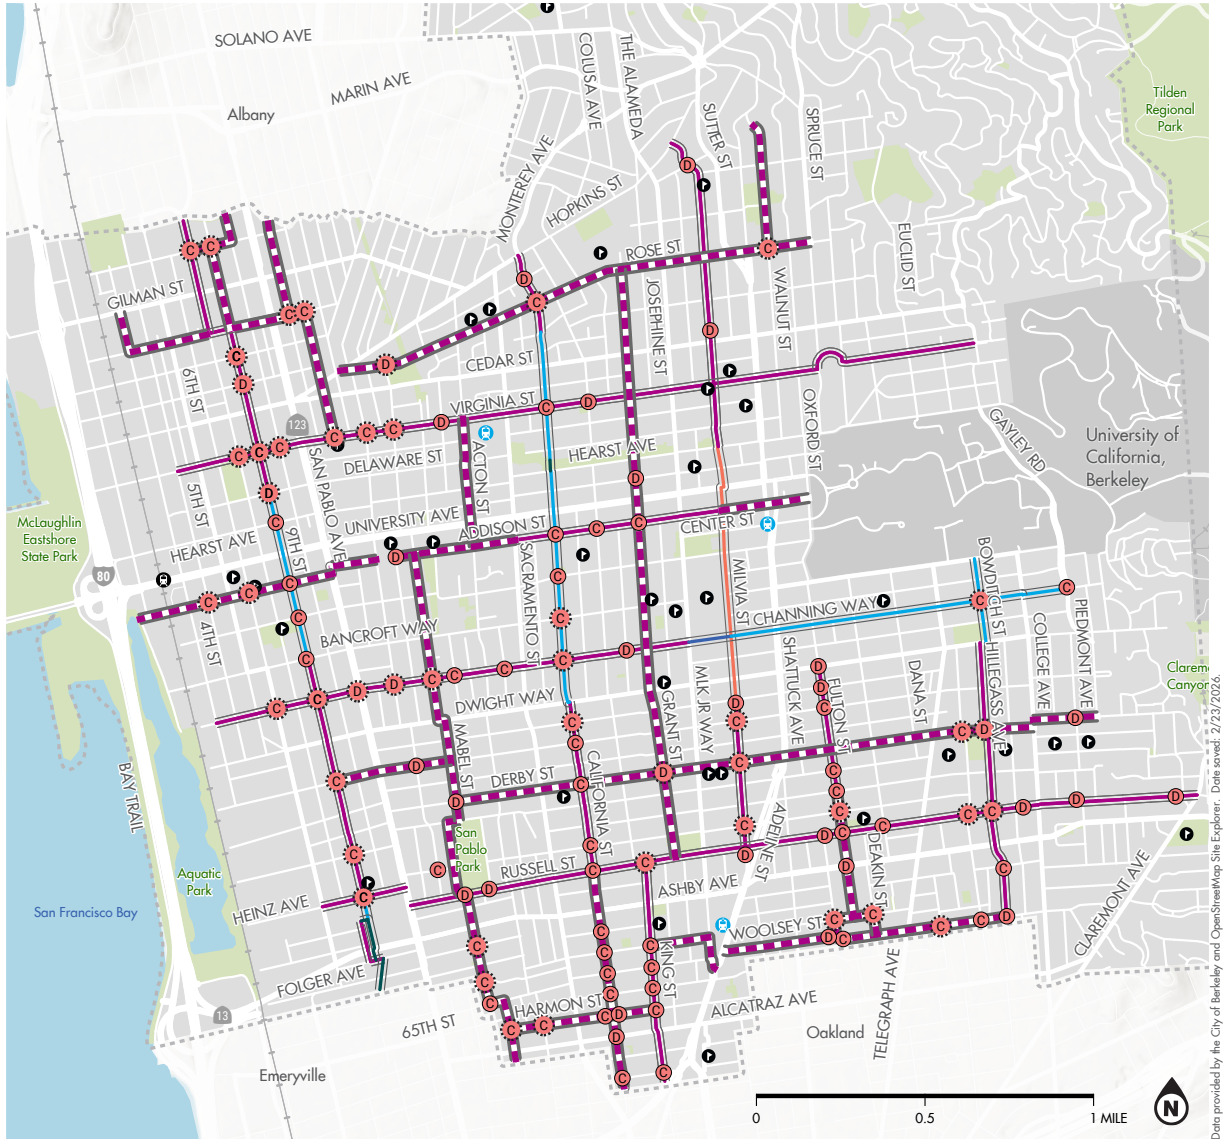 SOLANO AVE
MARIN AVE
Albany
COLUSA AVE
THE ALAMEDA
SUTTER ST
SPRUCE ST
Tilden
Regional
Park
MONTEREY AVE
HOPKINS ST
ROSE ST
EUCLID ST
WALNUT ST
JOSEPHINE ST
GILMAN ST
CEDAR ST
6TH ST
VIRGINIA ST
OXFORD ST
123
SAN PABLO AVE
DELAWARE ST
ACTON ST
HEARST AVE
GAYLEY RD
University of
California,
Berkeley
5TH ST
McLaughlin
Eastshore
State Park
HEARST AVE
9TH ST
UNIVERSITY AVE
ADDISON ST
CENTER ST
SACRAMENTO ST
MILVIA ST
BOWDITCH ST
80
4TH ST
BANCROFT WAY
CHANNING WAY
PIEDMONT AVE
COLLEGE AVE
HILLEGASS AVE
SHATTUCK AVE
DANA ST
FULTON ST
MLK JR WAY
GRANT ST
DWIGHT WAY
MABEL ST
DERBY ST
CALIFORNIA ST
ADELINE ST
BAY TRAIL
San
Pablo
Park
RUSSELL ST
ASHBY AVE
DEAKIN ST
Aquatic
Park
HEINZ AVE
San Francisco Bay
WOOLSEY ST
CLAREMONT AVE
KING ST
FOLGER AVE
HARMON ST
ALCATRAZ AVE
TELEGRAPH AVE
13
65TH ST
Oakland
Emeryville
Clarem
Canyon
0
0.5
1 MILE
N
Data provided by the City of Berkeley and OpenStreetMap Site Explorer. Date saved: 2/23/2026.